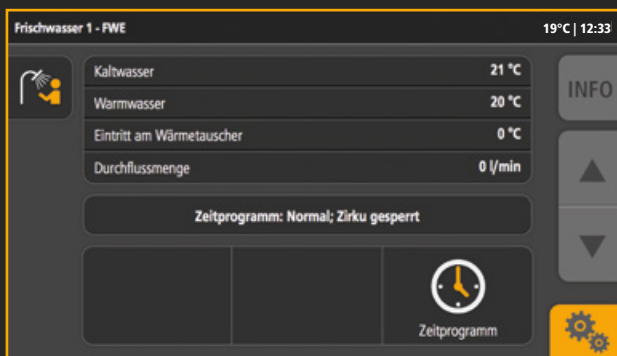 Frischwasser 1 - FWE 19°C | 12:33
Kaltwasser 21 °C
INFO
Warmwasser 20 °C
Eintritt am Wärmetauscher 0 °C
Durchflussmenge 0 l/min
Zeitprogramm: Normal; Zirku gesperrt
Zeitprogramm